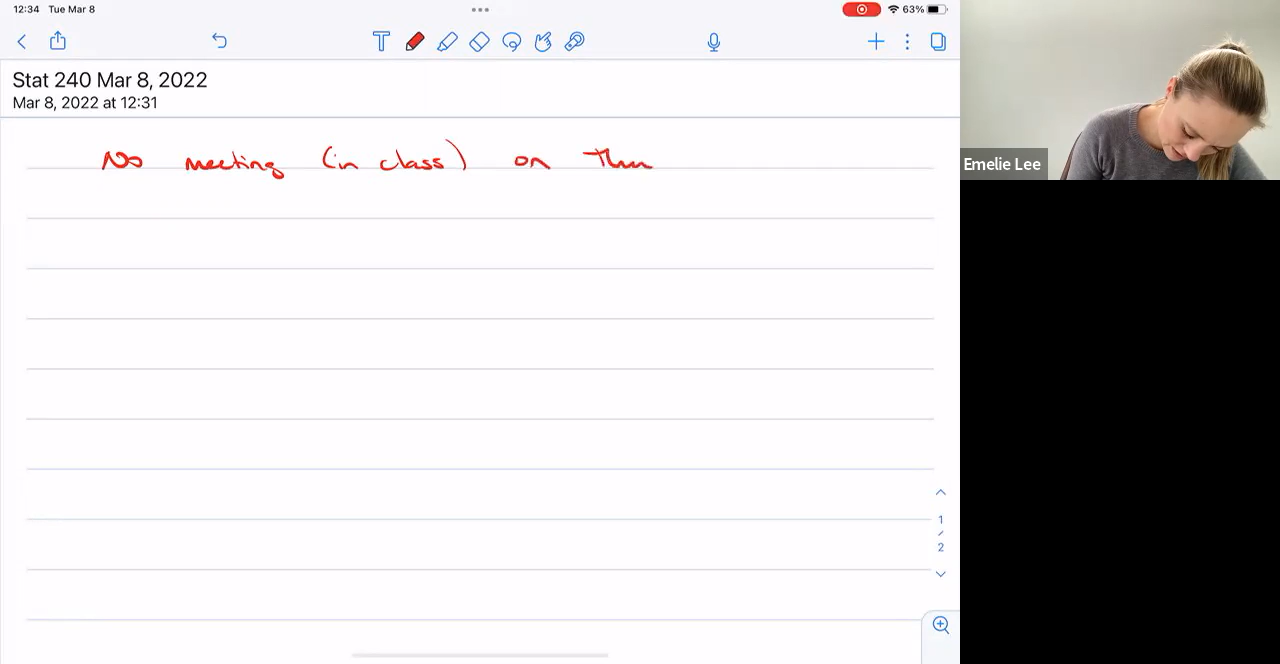 12:34 Tue Mar 8
63%
Stat 240 Mar 8, 2022
Mar 8, 2022 at 12:31
No meeting (in class) on Thu
Emelie Lee
1
/
2